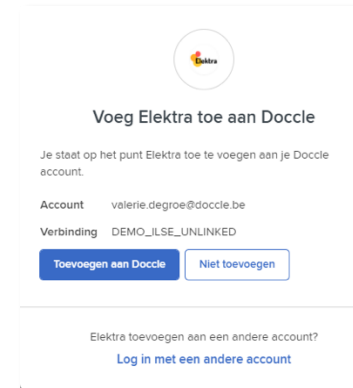 Elektra
Voeg Elektra toe aan Doccle
Je staat op het punt Elektra toe te voegen aan je Doccle
account.
Account valerie.degroe@doccle.be
Verbinding DEMO_ILSE_UNLINKED
Toevoegen aan Doccle Niet toevoegen
Elektra toevoegen aan een andere account?
Log in met een andere account